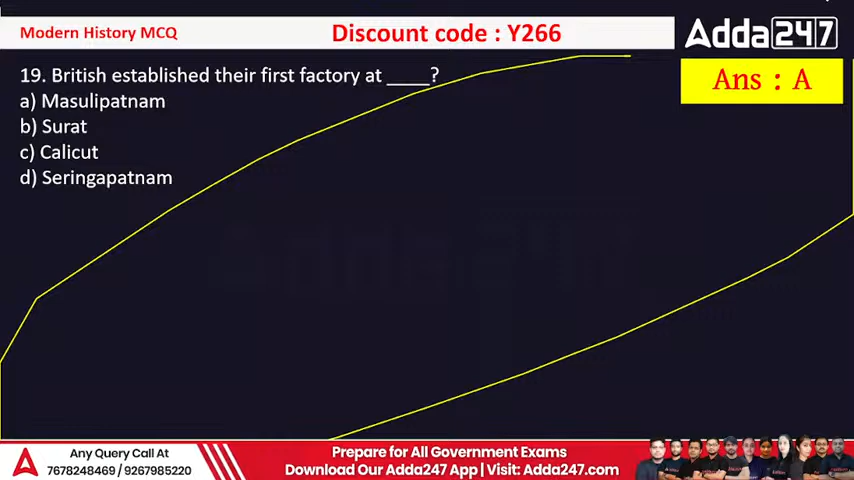 Modern History MCQ
Discount code : Y266
Adda247
19. British established their first factory at ____?
Ans : A
a) Masulipatnam
b) Surat
c) Calicut
d) Seringapatnam
Any Query Call At
7678248469 / 9267985220
Prepare for All Government Exams
Download Our Adda247 App | Visit: Adda247.com